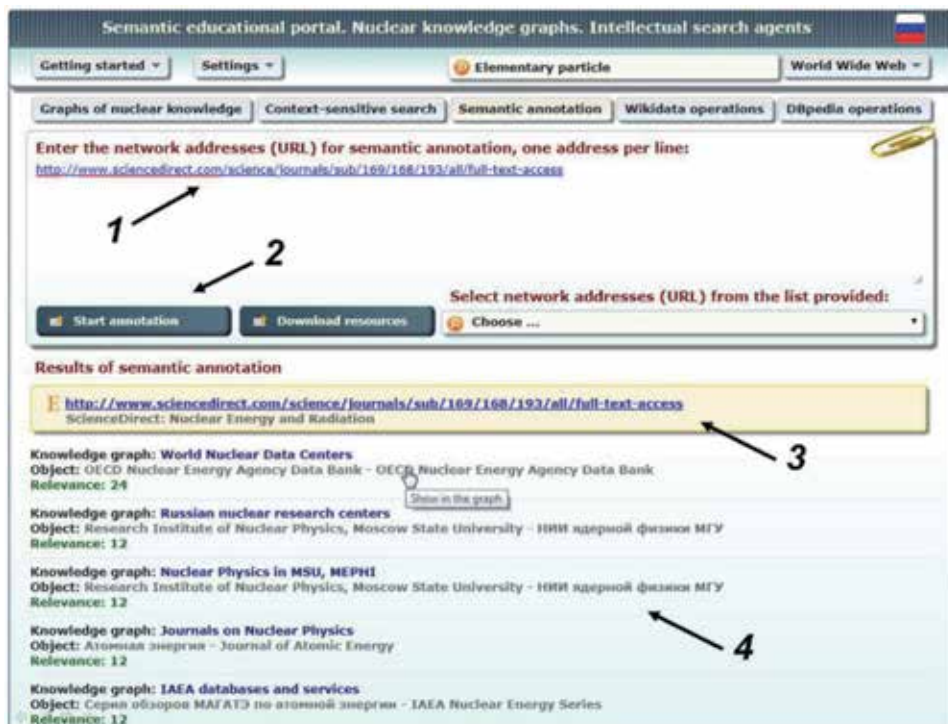 Semantic educational portal. Nuclear knowledge graphs. Intellectual search agents
Getting started Settings Elementary particle World Wide Web
Graphs of nuclear knowledge Context-sensitive search Semantic annotation Wikidata operations DBpedia operations
Enter the network addresses (URL) for semantic annotation, one address per line:
http://www.sciencedirect.com/science/journals/sub/169/168/193/all/full-text-access
1
2
Select network addresses (URL) from the list provided:
Start annotation Download resources Choose ...
Results of semantic annotation
E http://www.sciencedirect.com/science/journals/sub/169/168/193/all/full-text-access
ScienceDirect: Nuclear Energy and Radiation
3
Knowledge graph: World Nuclear Data Centers
Object: OECD Nuclear Energy Agency Data Bank - OECD Nuclear Energy Agency Data Bank
Relevance: 24
Show in the graph
Knowledge graph: Russian nuclear research centers
Object: Research Institute of Nuclear Physics, Moscow State University - НИИ ядерной физики МГУ
Relevance: 12
Knowledge graph: Nuclear Physics in MSU, MEPHI
Object: Research Institute of Nuclear Physics, Moscow State University - НИИ ядерной физики МГУ
Relevance: 12
4
Knowledge graph: Journals on Nuclear Physics
Object: Атомная энергия - Journal of Atomic Energy
Relevance: 12
Knowledge graph: IAEA databases and services
Object: Серия обзоров МАГАТЭ по атомной энергии - IAEA Nuclear Energy Series
Relevance: 12